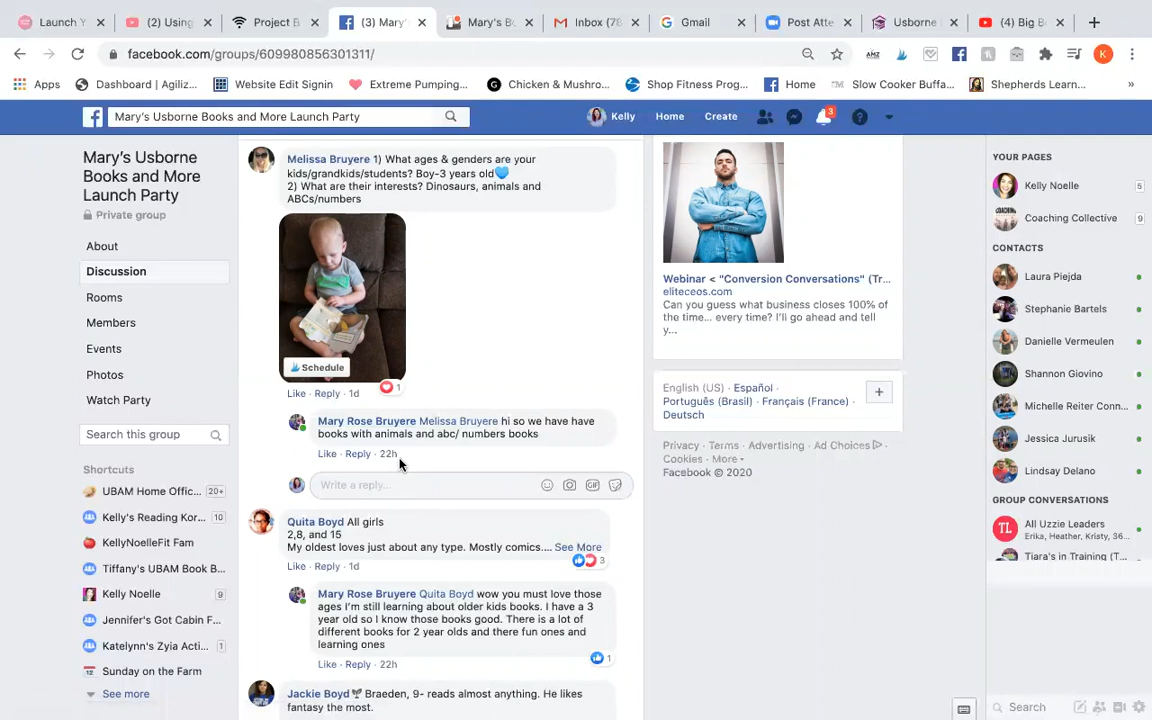 Launch Y
(2) Using
Project B
(3) Mary'
Mary's Bo
Inbox (78
Gmail
Post Atte
Usborne
(4) Big B
facebook.com/groups/609980856301311/
Apps
Dashboard | Agiliz...
Website Edit Signin
Extreme Pumping...
Chicken & Mushro...
Shop Fitness Prog...
Home
Slow Cooker Buffa...
Shepherds Learn...
Mary's Usborne Books and More Launch Party
Kelly
Home
Create
3
Mary's Usborne
Books and More
Launch Party
Private group
About
Discussion
Rooms
Members
Events
Photos
Watch Party
Search this group
Shortcuts
UBAM Home Offic... 20+
Kelly's Reading Kor... 10
KellyNoelleFit Fam
Tiffany's UBAM Book B...
Kelly Noelle 9
Jennifer's Got Cabin F...
Katelynn's Zyia Acti... 1
Sunday on the Farm
See more
Melissa Bruyere 1) What ages & genders are your
kids/grandkids/students? Boy-3 years old
2) What are their interests? Dinosaurs, animals and
ABCs/numbers
Schedule
1
Like · Reply · 1d
Mary Rose Bruyere Melissa Bruyere hi so we have have
books with animals and abc/ numbers books
Like · Reply · 22h
Write a reply...
GIF
Quita Boyd All girls
2,8, and 15
My oldest loves just about any type. Mostly comics.... See More
3
Like · Reply · 1d
Mary Rose Bruyere Quita Boyd wow you must love those
ages I'm still learning about older kids books. I have a 3
year old so I know those books good. There is a lot of
different books for 2 year olds and there fun ones and
learning ones
1
Like · Reply · 22h
Jackie Boyd Braeden, 9- reads almost anything. He likes
fantasy the most.
Webinar < "Conversion Conversations" (Tr...
eliteceos.com
Can you guess what business closes 100% of
the time... every time? I'll go ahead and tell
y...
English (US) · Español ·
Português (Brasil) · Français (France) ·
Deutsch
Privacy · Terms · Advertising · Ad Choices ·
Cookies · More
Facebook © 2020
YOUR PAGES
Kelly Noelle 5
Coaching Collective 9
CONTACTS
Laura Piejda
Stephanie Bartels
Danielle Vermeulen
Shannon Giovino
Michelle Reiter Conn...
Jessica Jurusik
Lindsay Delano
GROUP CONVERSATIONS
TL
All Uzzie Leaders
Erika, Heather, Kristy, 36...
Tiara's in Training (T...
Search